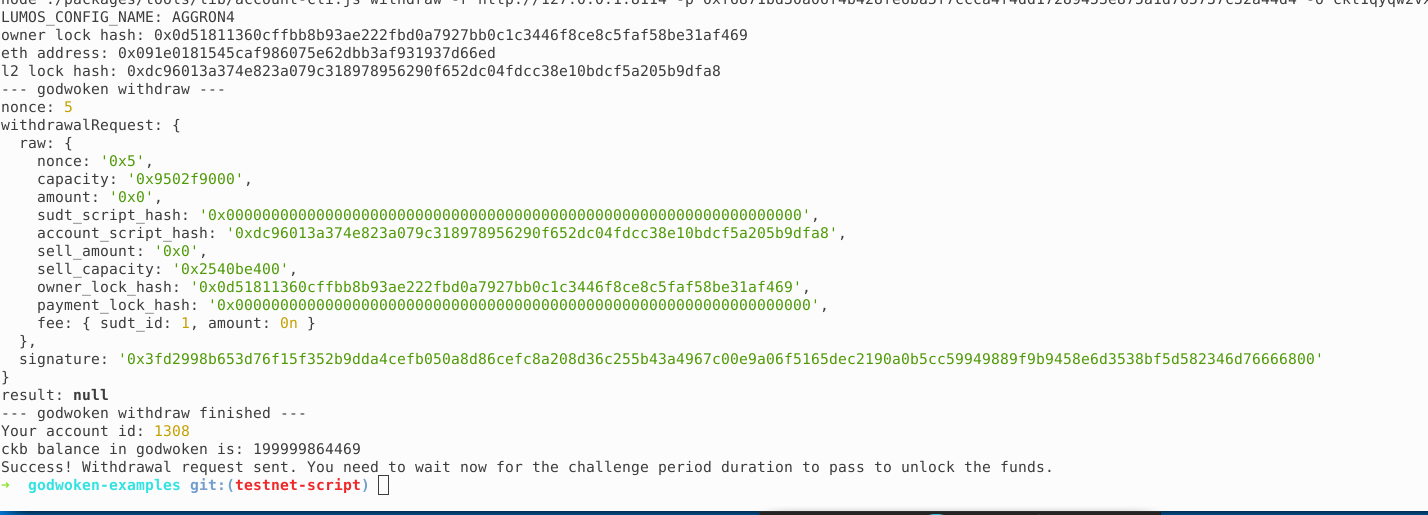 LUMOS_CONFIG_NAME: AGGRON4
owner lock hash: 0x0d51811360cffbb8b93ae222fbd0a7927bb0c1c3446f8ce8c5faf58be31af469
eth address: 0x091e0181545caf986075e62dbb3af931937d66ed
l2 lock hash: 0xdc96013a374e823a079c318978956290f652dc04fdcc38e10bdcf5a205b9dfa8
--- godwoken withdraw ---
nonce: 5
withdrawalRequest: {
  raw: {
    nonce: '0x5',
    capacity: '0x9502f9000',
    amount: '0x0',
    sudt_script_hash: '0x0000000000000000000000000000000000000000000000000000000000000000',
    account_script_hash: '0xdc96013a374e823a079c318978956290f652dc04fdcc38e10bdcf5a205b9dfa8',
    sell_amount: '0x0',
    sell_capacity: '0x2540be400',
    owner_lock_hash: '0x0d51811360cffbb8b93ae222fbd0a7927bb0c1c3446f8ce8c5faf58be31af469',
    payment_lock_hash: '0x0000000000000000000000000000000000000000000000000000000000000000',
    fee: { sudt_id: 1, amount: 0n }
  },
  signature: '0x3fd2998b653d76f15f352b9dda4cefb050a8d86cefc8a208d36c255b43a4967c00e9a06f5165dec2190a0b5cc59949889f9b9458e6d3538bf5d582346d76666800'
}
result: null
--- godwoken withdraw finished ---
Your account id: 1308
ckb balance in godwoken is: 199999864469
Success! Withdrawal request sent. You need to wait now for the challenge period duration to pass to unlock the funds.
➜  godwoken-examples git:(testnet-script)